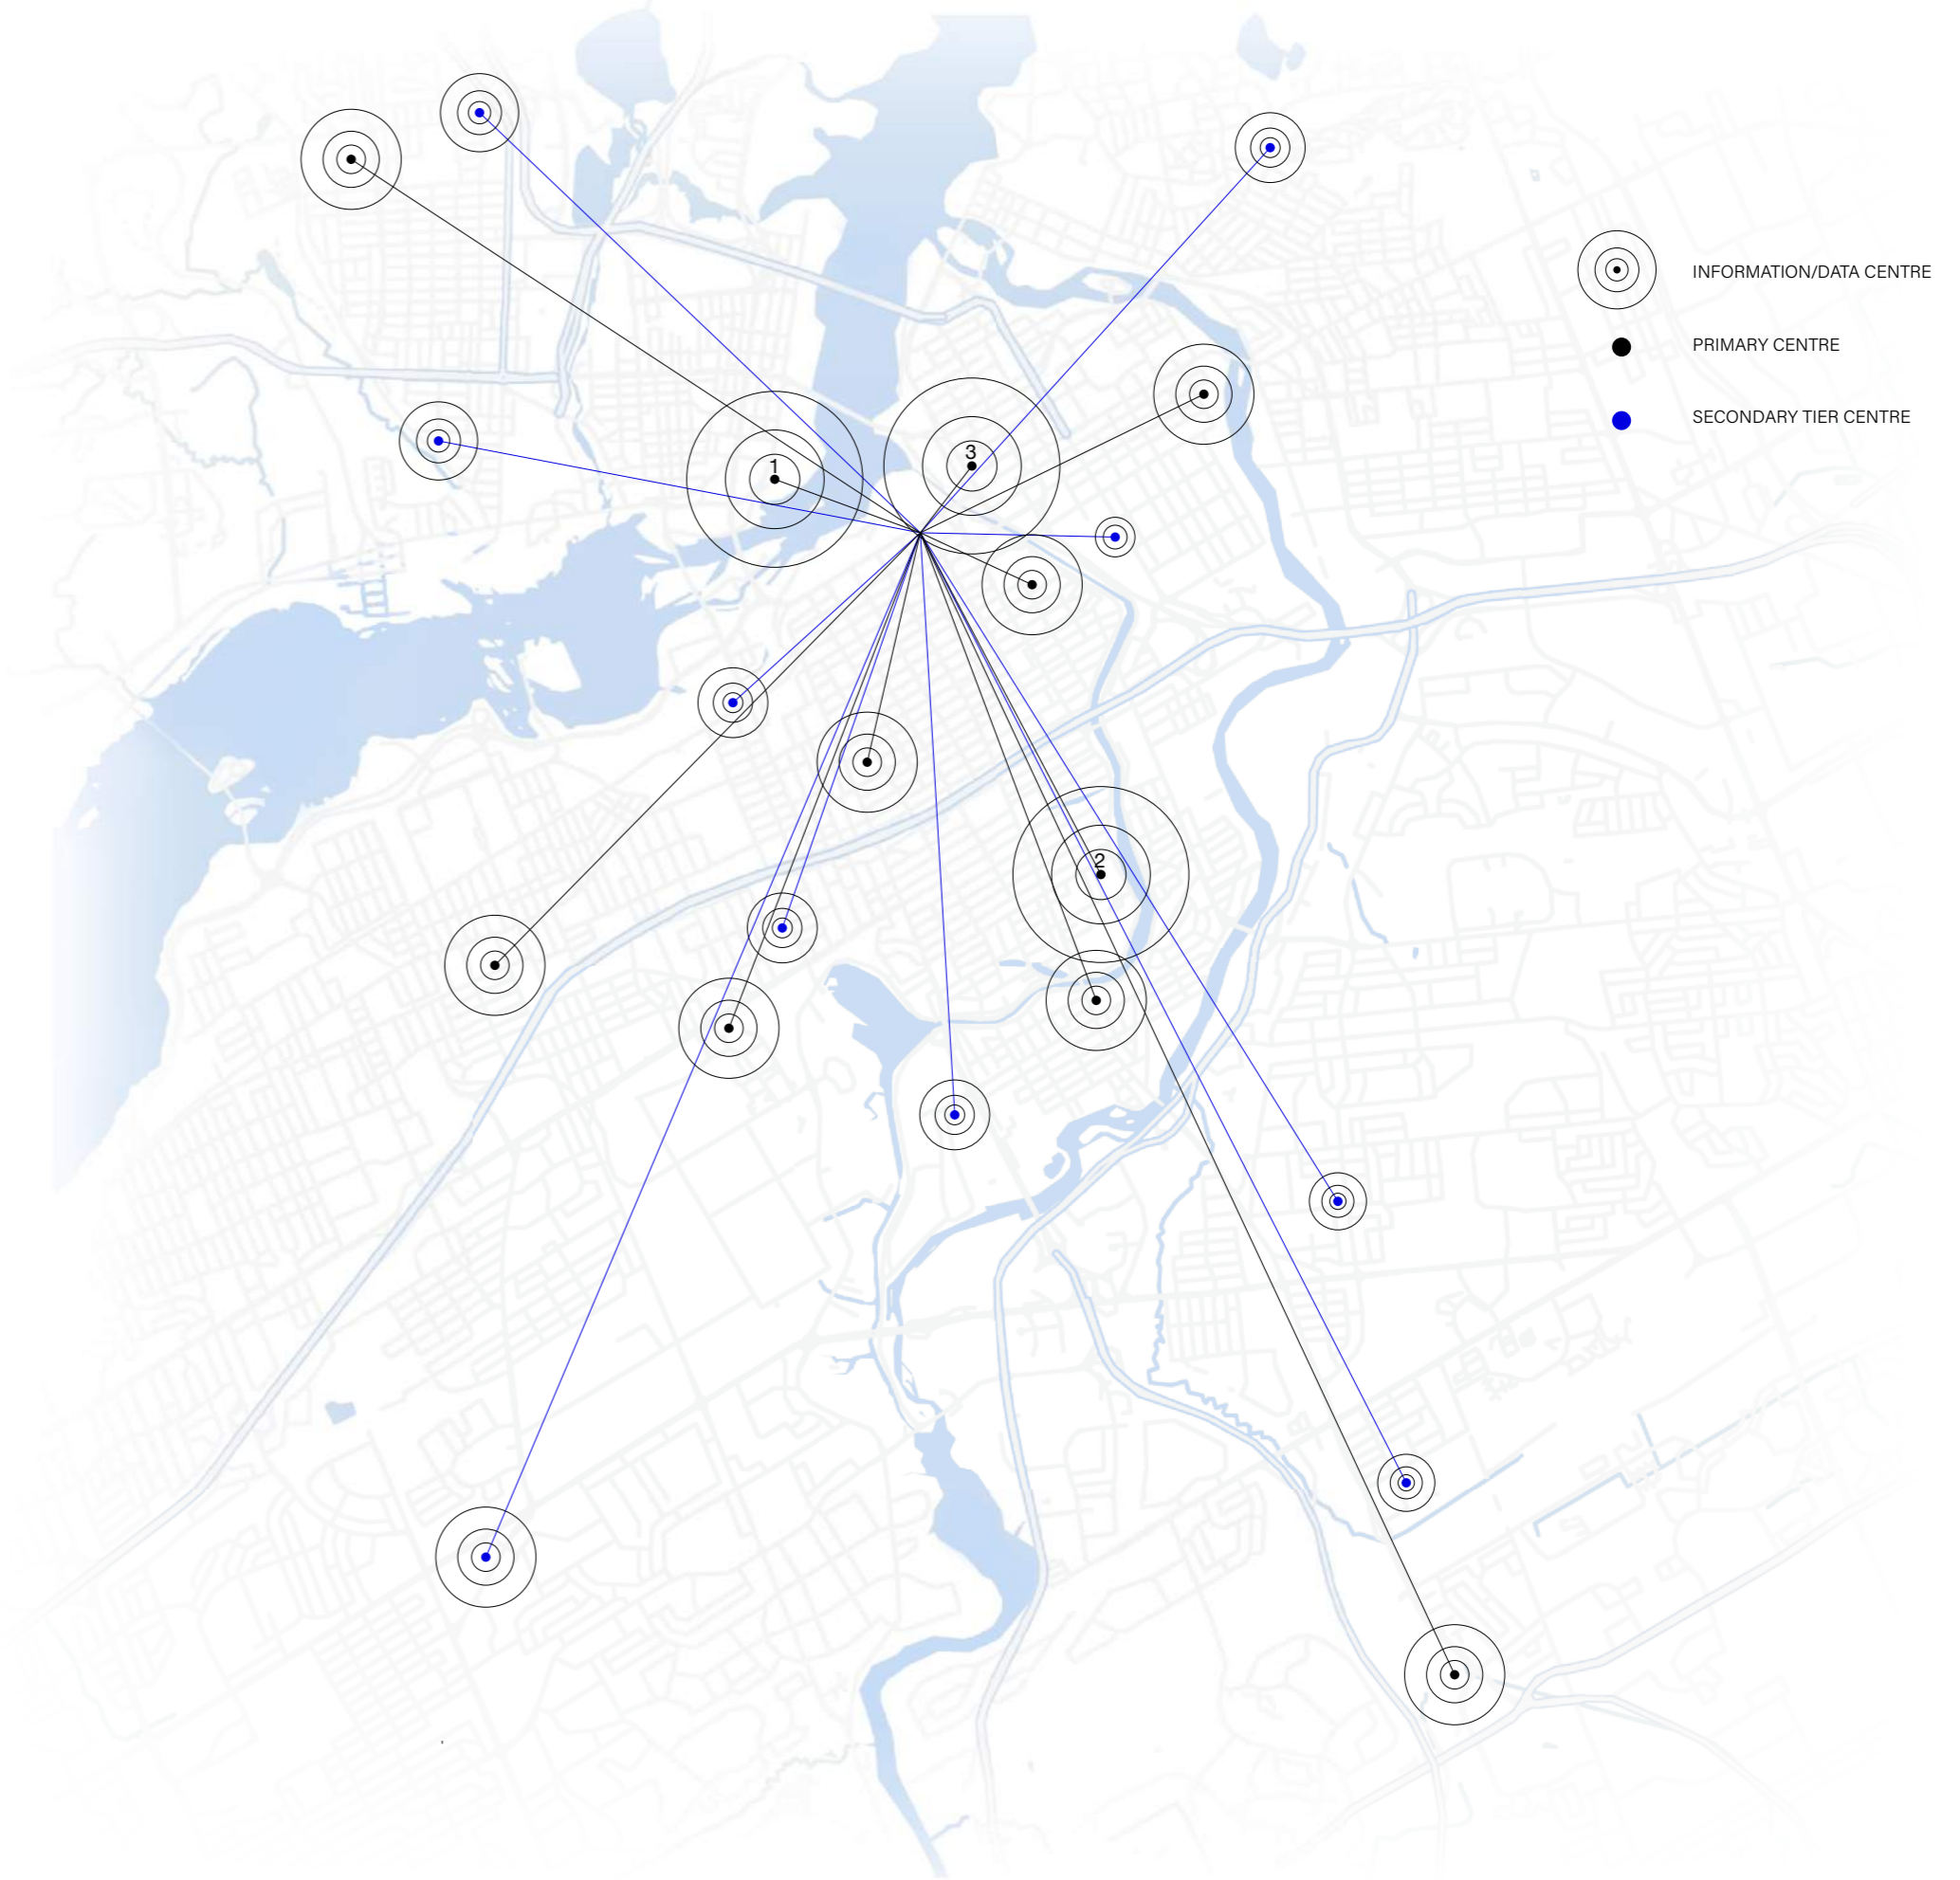 INFORMATION/DATA CENTRE
PRIMARY CENTRE
SECONDARY TIER CENTRE
3
1
2